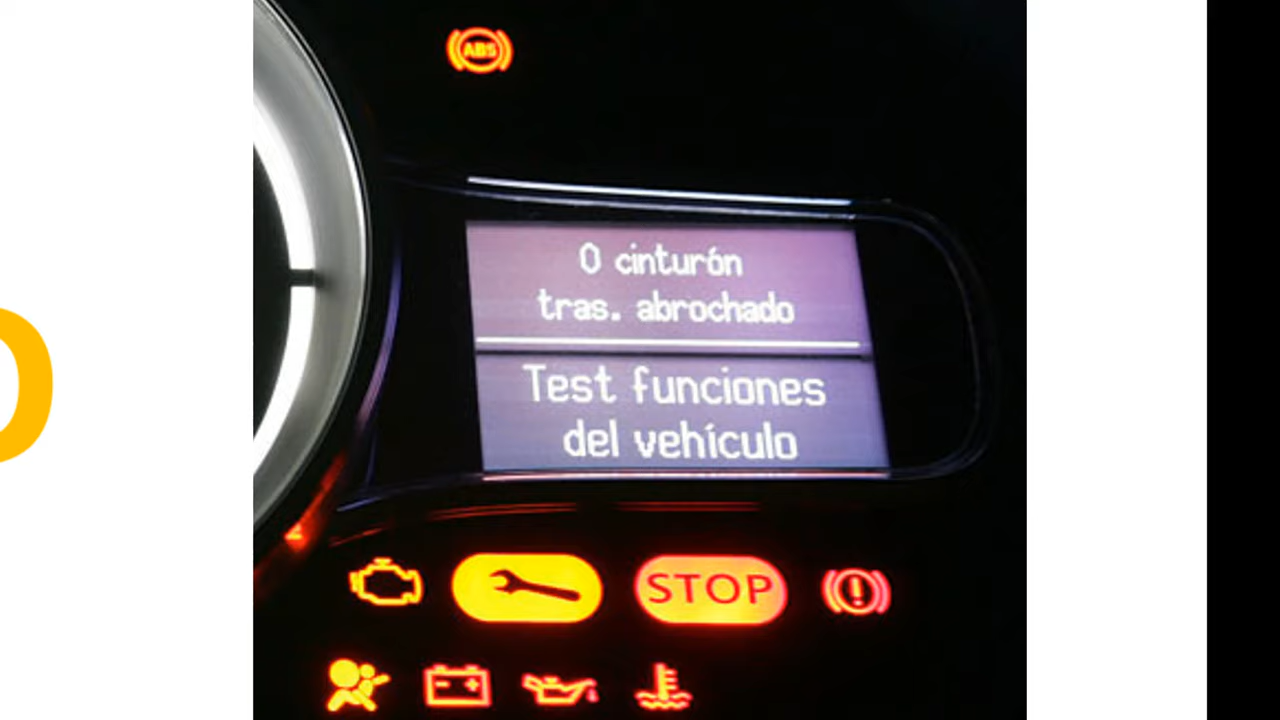 ABS
0 cinturón
tras. abrochado
Test funciones
del vehículo
STOP